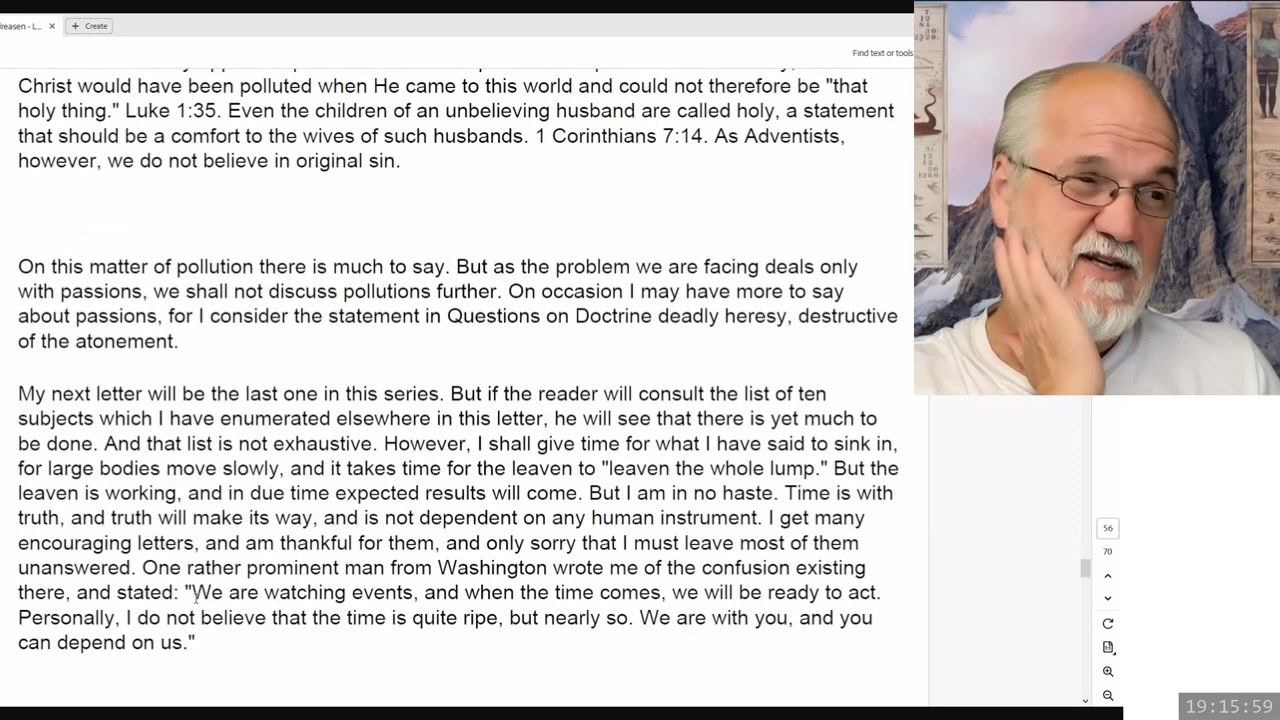 reasen - L...
Create
Find text or tools
Christ would have been polluted when He came to this world and could not therefore be "that
holy thing." Luke 1:35. Even the children of an unbelieving husband are called holy, a statement
that should be a comfort to the wives of such husbands. 1 Corinthians 7:14. As Adventists,
however, we do not believe in original sin.
On this matter of pollution there is much to say. But as the problem we are facing deals only
with passions, we shall not discuss pollutions further. On occasion I may have more to say
about passions, for I consider the statement in Questions on Doctrine deadly heresy, destructive
of the atonement.
My next letter will be the last one in this series. But if the reader will consult the list of ten
subjects which I have enumerated elsewhere in this letter, he will see that there is yet much to
be done. And that list is not exhaustive. However, I shall give time for what I have said to sink in,
for large bodies move slowly, and it takes time for the leaven to "leaven the whole lump." But the
leaven is working, and in due time expected results will come. But I am in no haste. Time is with
truth, and truth will make its way, and is not dependent on any human instrument. I get many
encouraging letters, and am thankful for them, and only sorry that I must leave most of them
unanswered. One rather prominent man from Washington wrote me of the confusion existing
there, and stated: "We are watching events, and when the time comes, we will be ready to act.
Personally, I do not believe that the time is quite ripe, but nearly so. We are with you, and you
can depend on us."
56
70
19:15:59